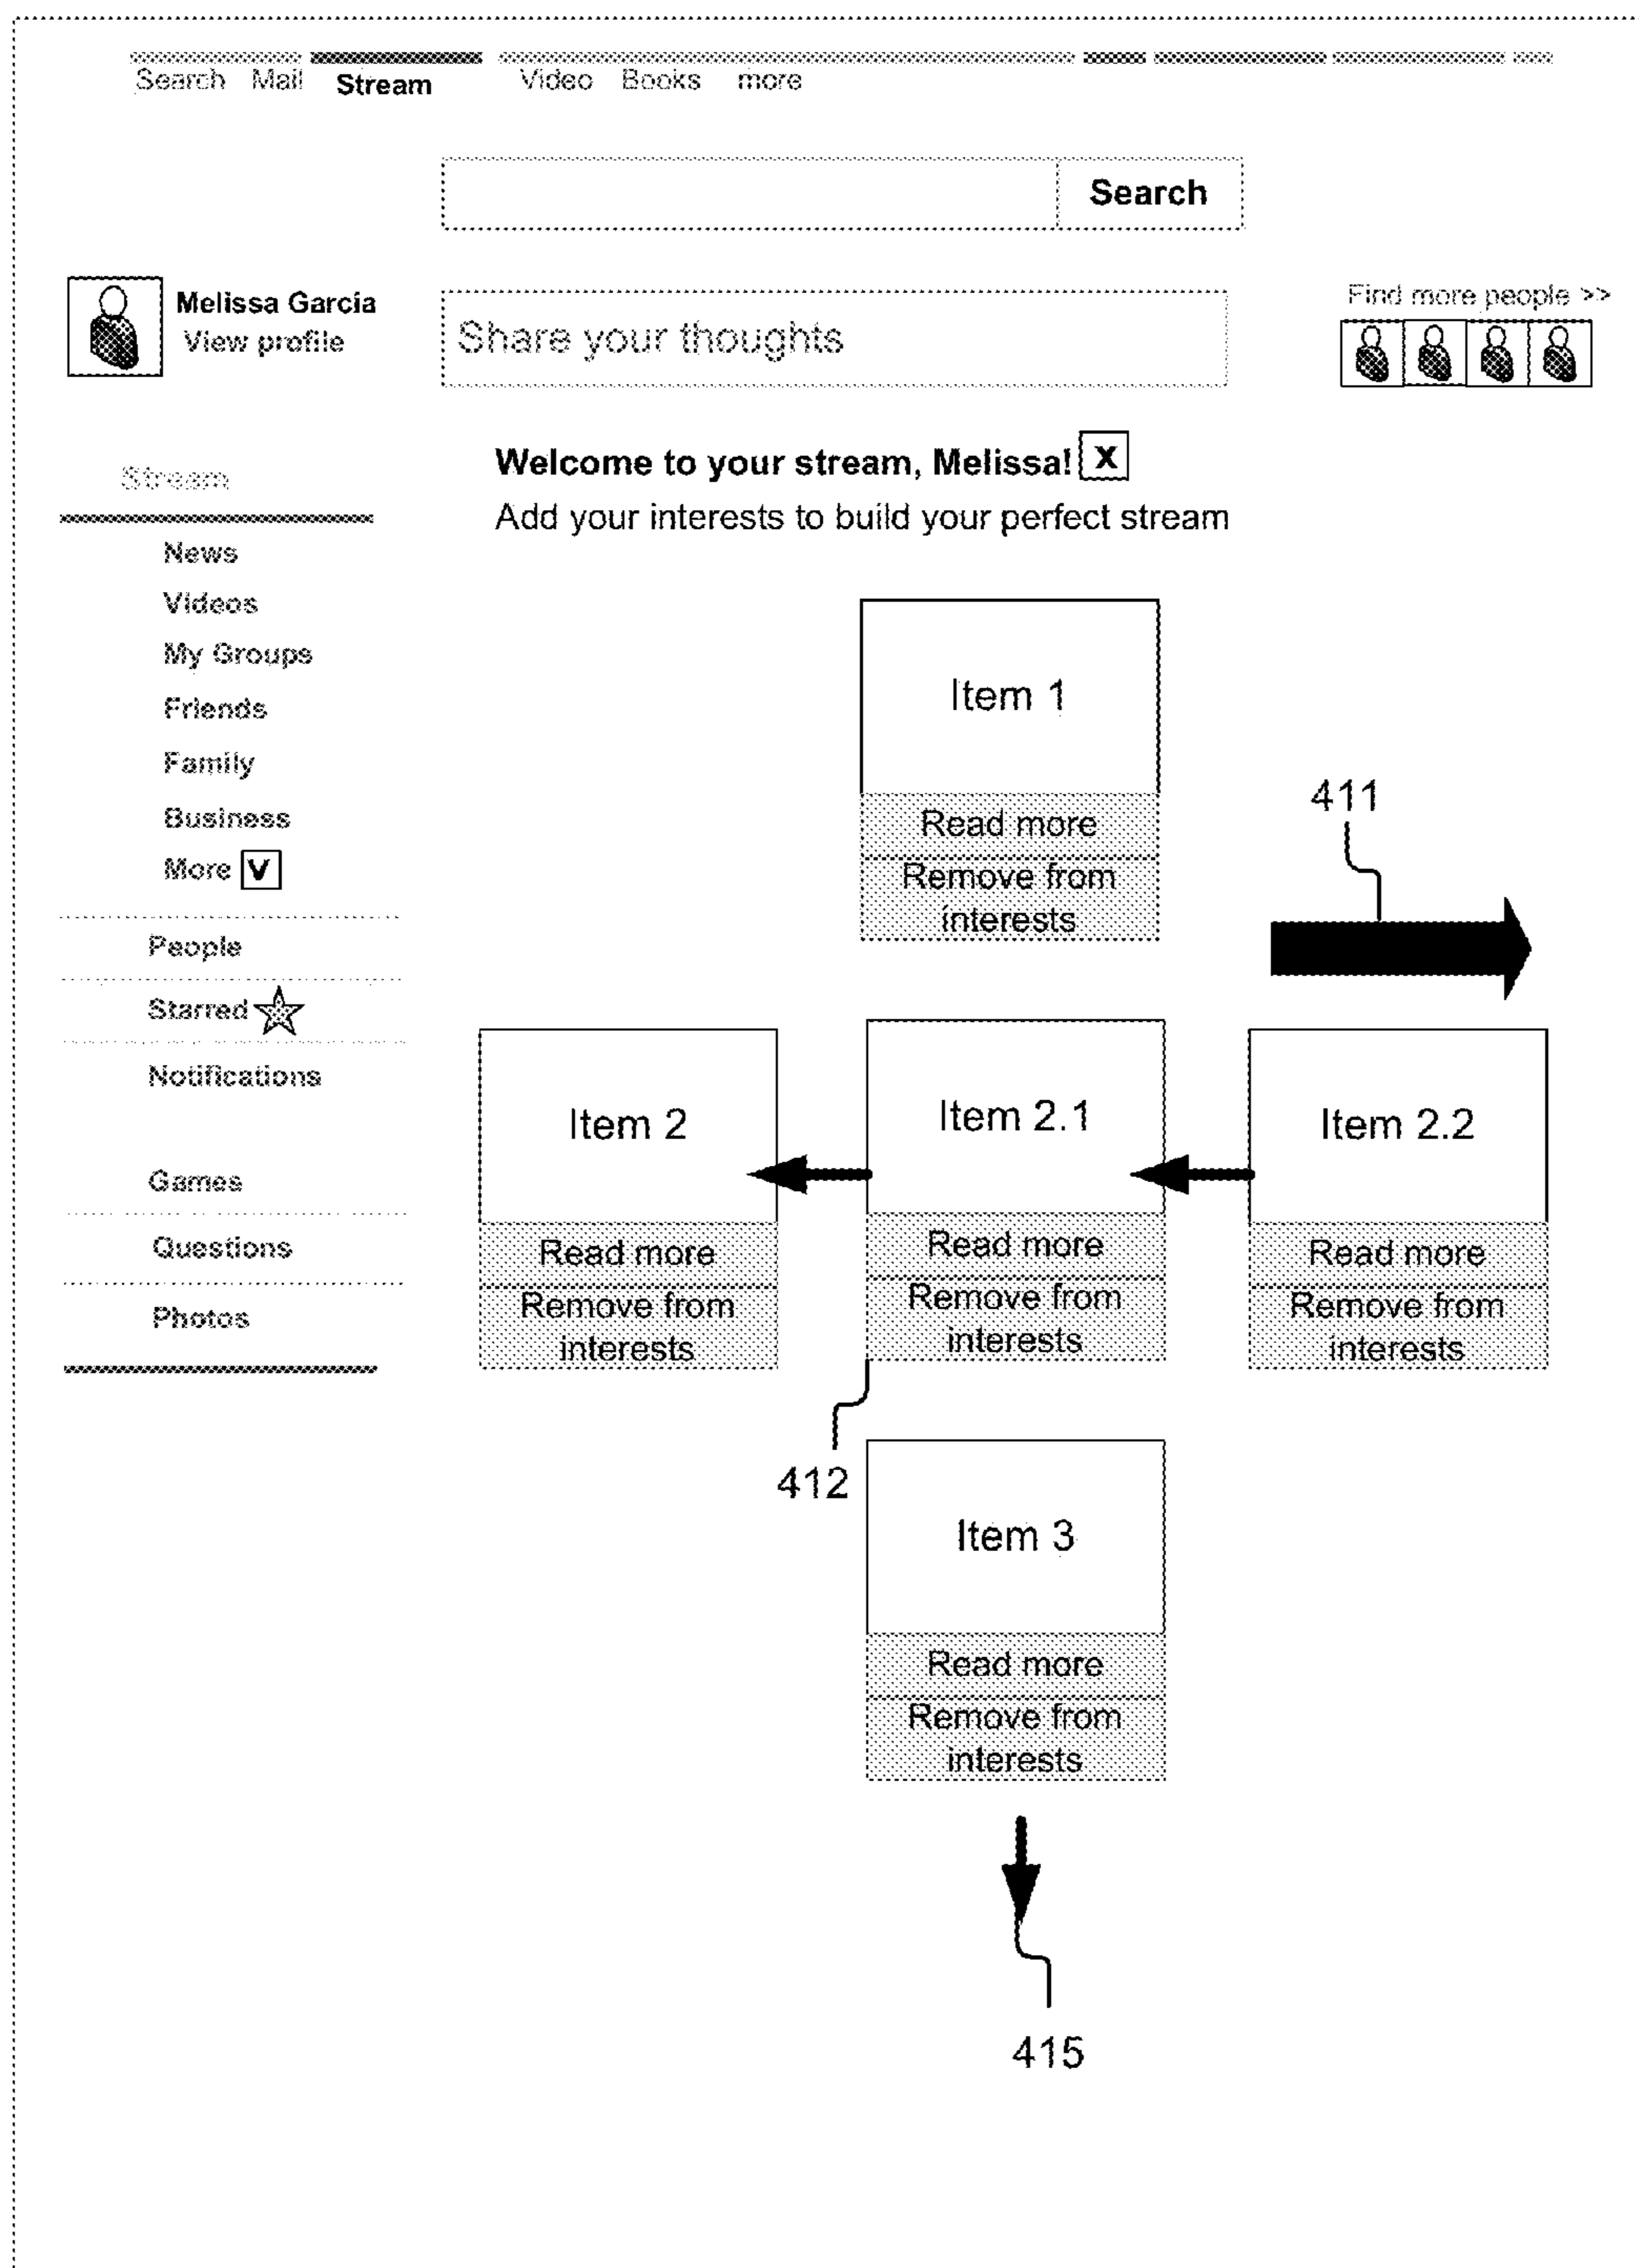 Search Mail Stream Video Books more
Search
Melissa Garcia
View profile
Share your thoughts
Find more people >>
Stream
Welcome to your stream, Melissa! X
Add your interests to build your perfect stream
News
Videos
My Groups
Friends
Family
Business
More V
People
Starred
Notifications
Games
Questions
Photos
Item 1
Read more
Remove from
interests
411
Item 2
Read more
Remove from
interests
Item 2.1
Read more
Remove from
interests
Item 2.2
Read more
Remove from
interests
412
Item 3
Read more
Remove from
interests
415